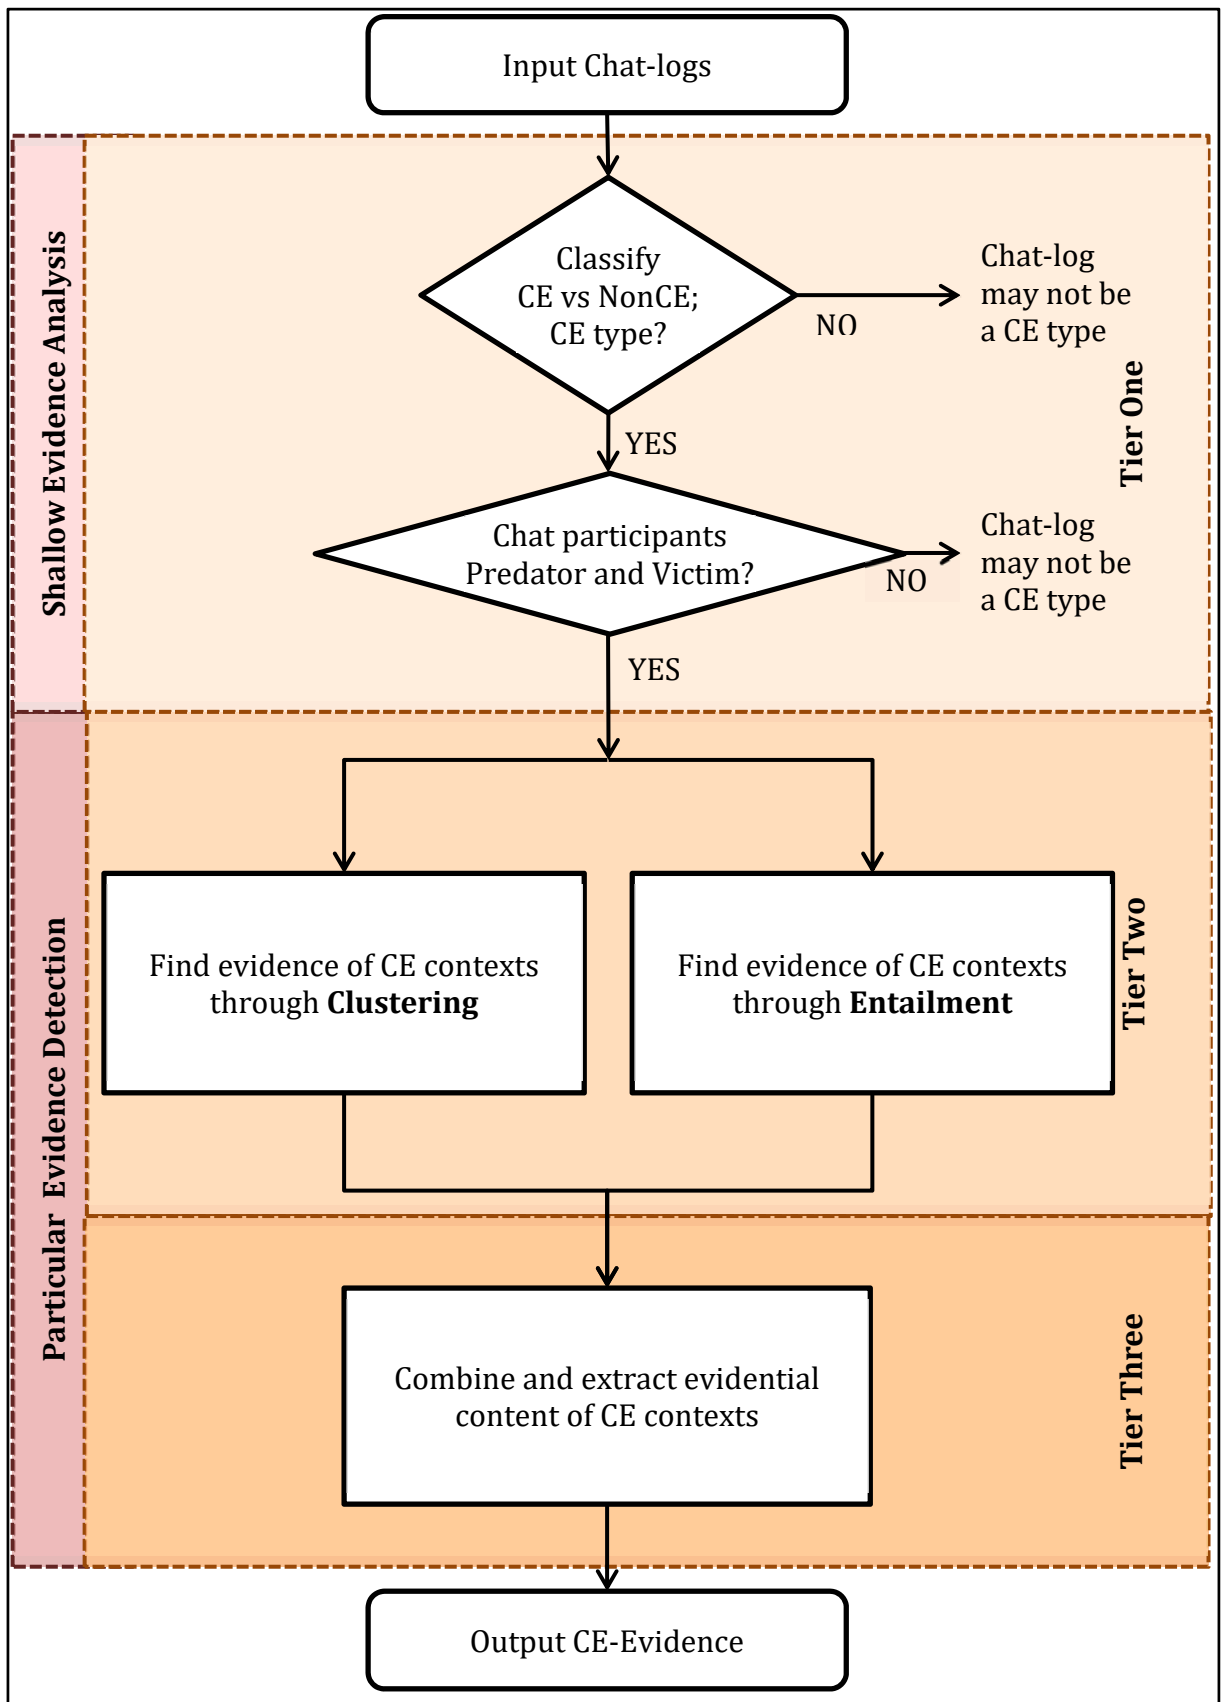 Input Chat-logs
Shallow Evidence Analysis
Classify
CE vs NonCE;
CE type?
NO
Chat-log
may not be
a CE type
Tier One
YES
Chat participants
Predator and Victim?
NO
Chat-log
may not be
a CE type
YES
Particular Evidence Detection
Find evidence of CE contexts
through Clustering
Find evidence of CE contexts
through Entailment
Tier Two
Combine and extract evidential
content of CE contexts
Tier Three
Output CE-Evidence